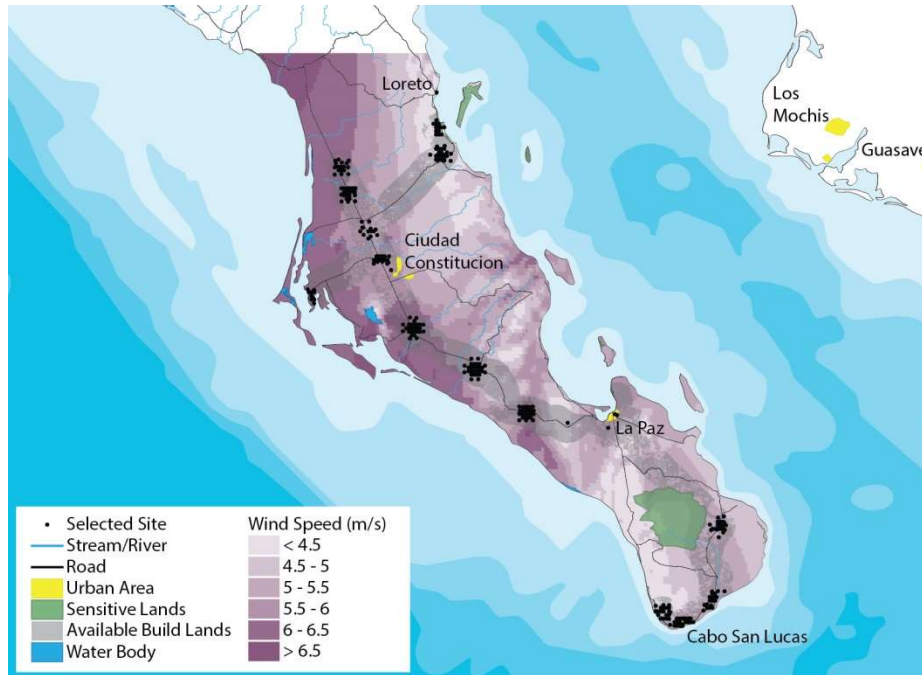 Loreto
Los
Mochis
Guasave
Ciudad
Constitucion
La Paz
Cabo San Lucas
Selected Site
Stream/River
Road
Urban Area
Sensitive Lands
Available Build Lands
Water Body
Wind Speed (m/s)
< 4.5
4.5 - 5
5 - 5.5
5.5 - 6
6 - 6.5
> 6.5